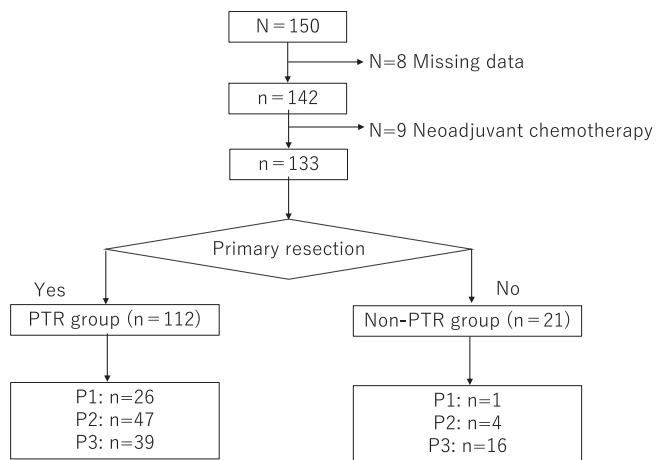 N = 150
N=8 Missing data
n = 142
N=9 Neoadjuvant chemotherapy
n = 133
Primary resection
Yes
No
PTR group (n = 112)
Non-PTR group (n = 21)
P1: n=26
P2: n=47
P3: n=39
P1: n=1
P2: n=4
P3: n=16